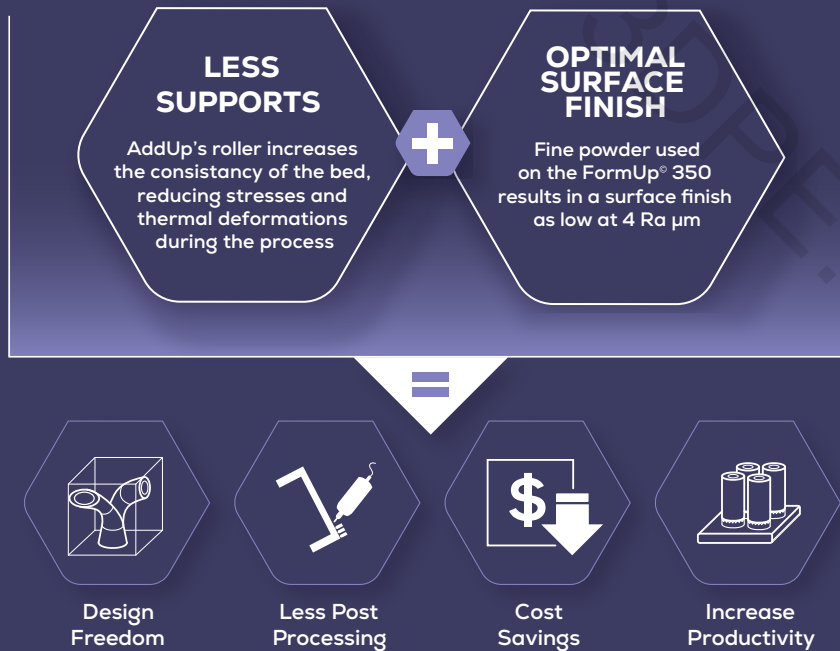 LESS
SUPPORTS
AddUp's roller increases
the consistancy of the bed,
reducing stresses and
thermal deformations
during the process
+
OPTIMAL
SURFACE
FINISH
Fine powder used
on the FormUp© 350
results in a surface finish
as low at 4 Ra µm
=
$
Design
Freedom
Less Post
Processing
Cost
Savings
Increase
Productivity